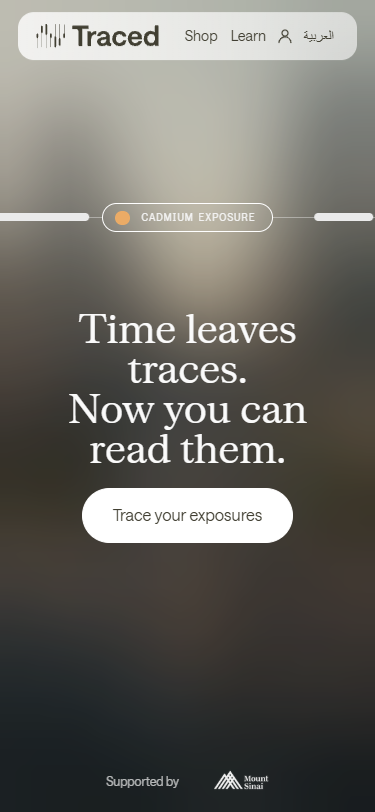 Traced
Shop
Learn
العربية
CADMIUM EXPOSURE
Time leaves
traces.
Now you can
read them.
Trace your exposures
Supported by
Mount
Sinai